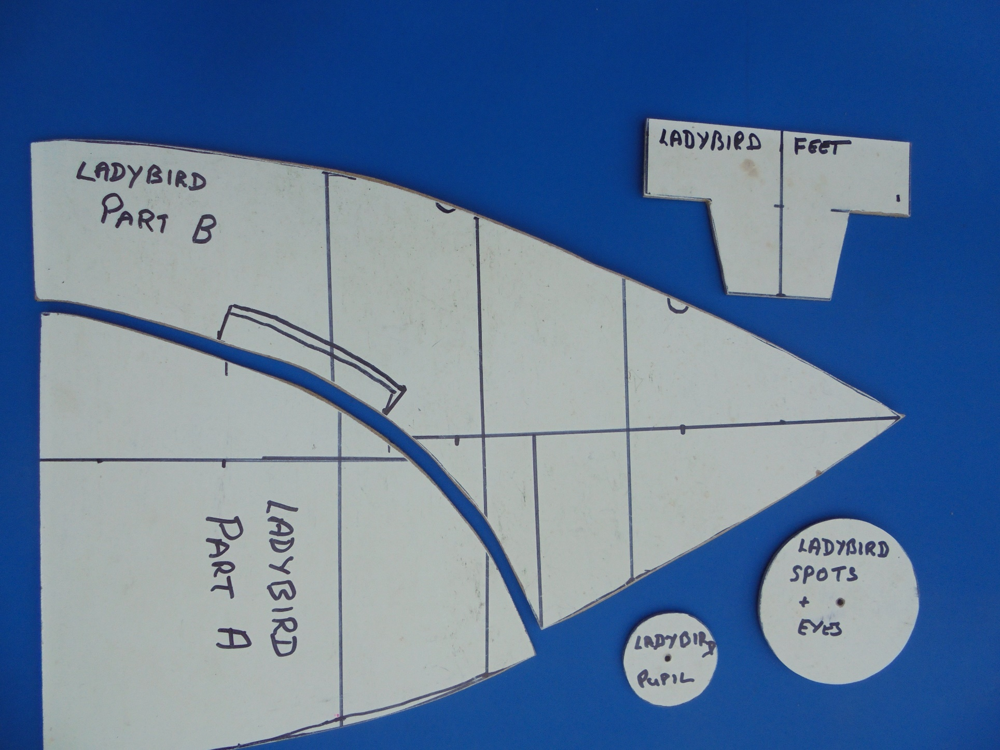 LADYBIRD
PART B
LADYBIRD FEET
LADYBIRD
PART A
LADYBIRD
SPOTS
+
EYES
LADYBIRD
PUPIL